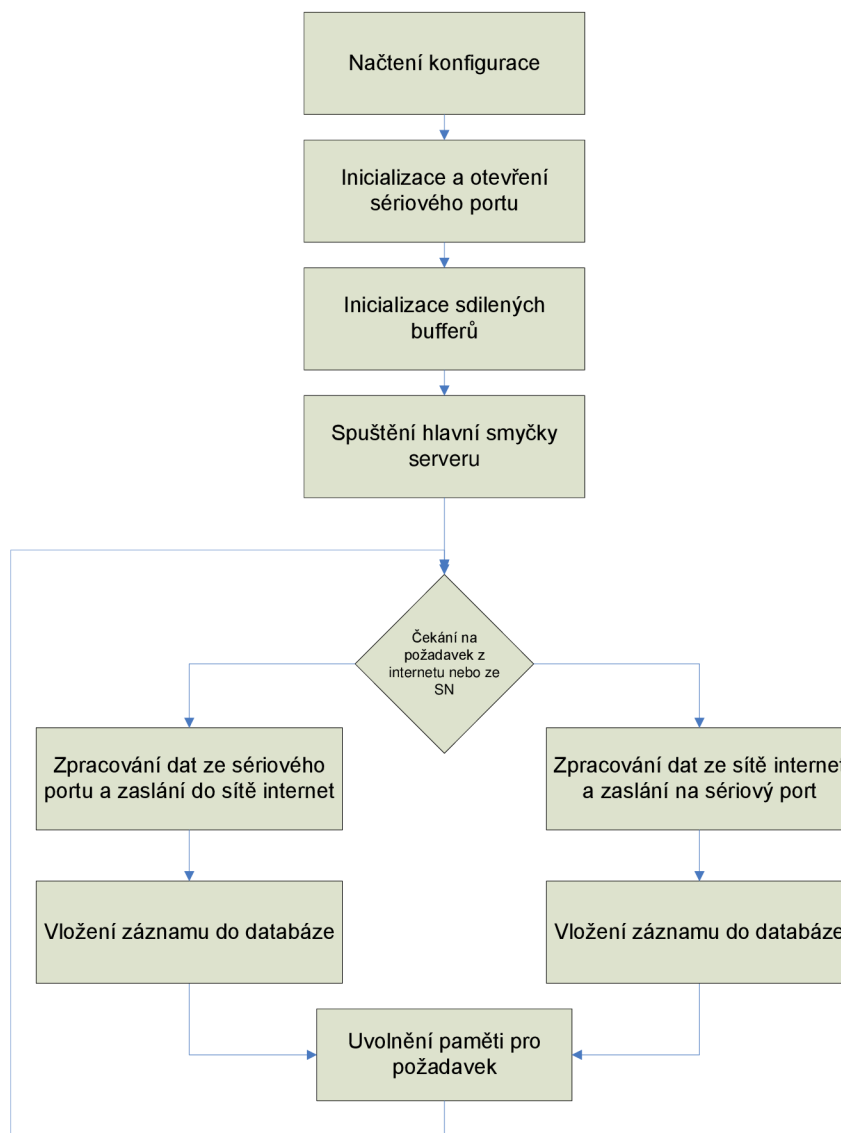 Načtení konfigurace
Inicializace a otevření
sériového portu
Inicializace sdilených
bufferů
Spuštění hlavní smyčky
serveru
Čekání na
požadavek z
internetu nebo ze
SN
Zpracování dat ze sériového
portu a zaslání do sítě internet
Zpracování dat ze sítě internet
a zaslání na sériový port
Vložení záznamu do databáze
Vložení záznamu do databáze
Uvolnění paměti pro
požadavek